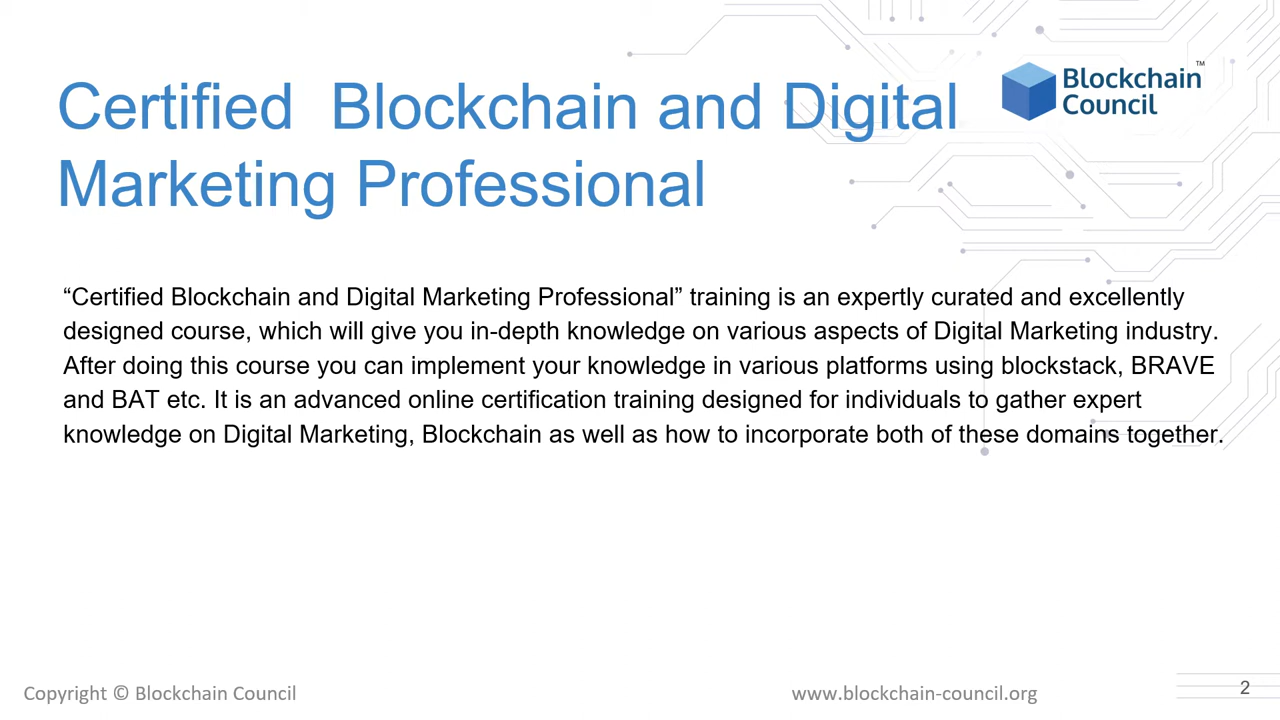 Certified  Blockchain and Digital
Marketing Professional
Blockchain
Council
TM
“Certified Blockchain and Digital Marketing Professional” training is an expertly curated and excellently
designed course, which will give you in-depth knowledge on various aspects of Digital Marketing industry.
After doing this course you can implement your knowledge in various platforms using blockstack, BRAVE
and BAT etc. It is an advanced online certification training designed for individuals to gather expert
knowledge on Digital Marketing, Blockchain as well as how to incorporate both of these domains together.
Copyright © Blockchain Council
www.blockchain-council.org
2